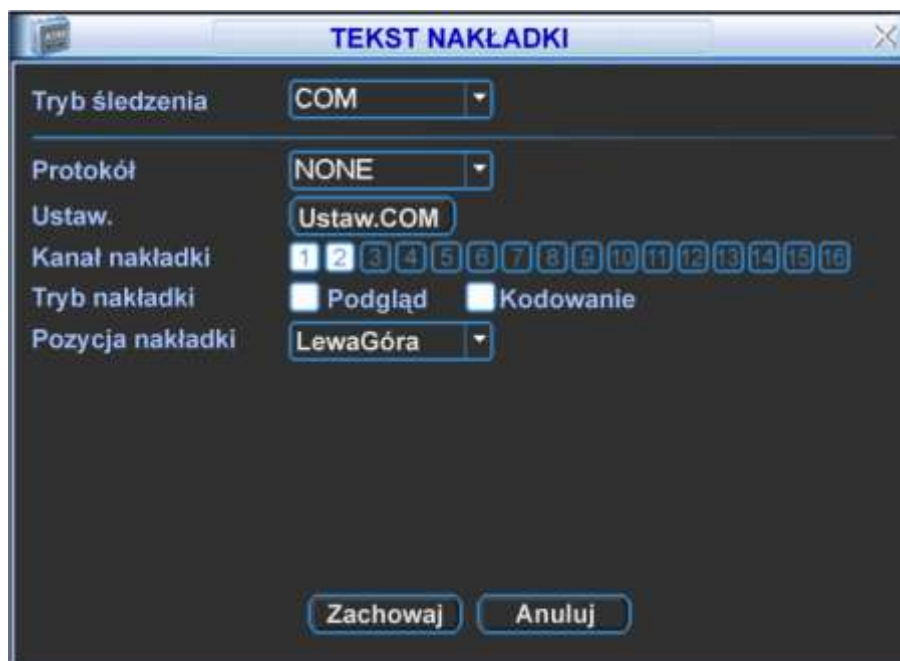 TEKST NAKŁADKI
Tryb śledzenia COM
Protokół NONE
Ustaw. Ustaw.COM
Kanał nakładki 1 2 3 4 5 6 7 8 9 10 11 12 13 14 15 16
Tryb nakładki Podgląd Kodowanie
Pozycja nakładki LewaGóra
Zachowaj Anuluj